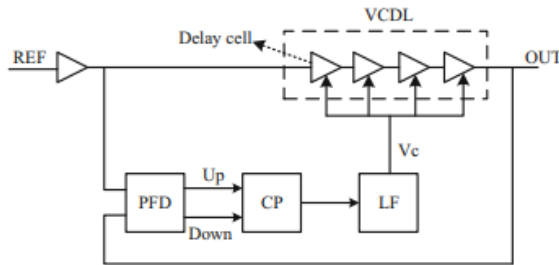 VCDL
Delay cell
REF
OUT
Vc
Up
PFD
CP
LF
Down